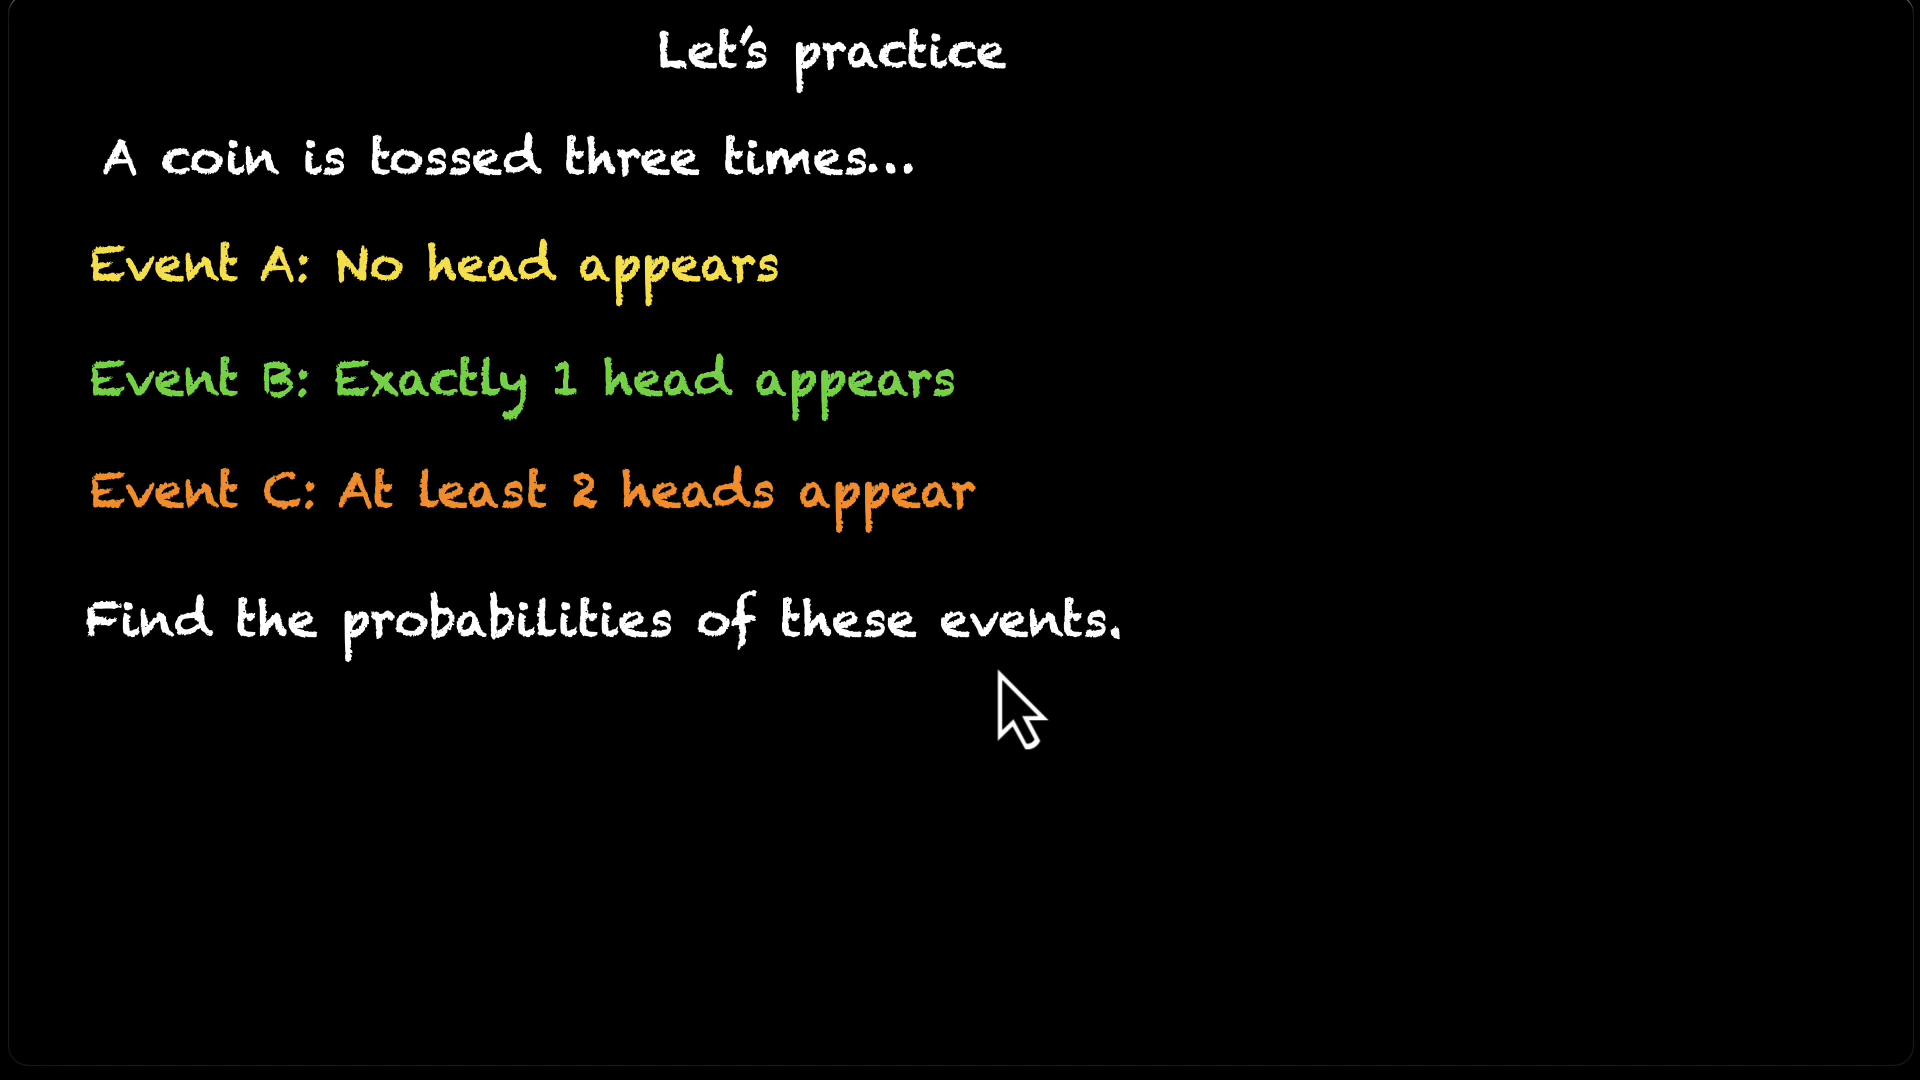 Let's practice
A coin is tossed three times...
Event A: No head appears
Event B: Exactly 1 head appears
Event C: At least 2 heads appear
Find the probabilities of these events.